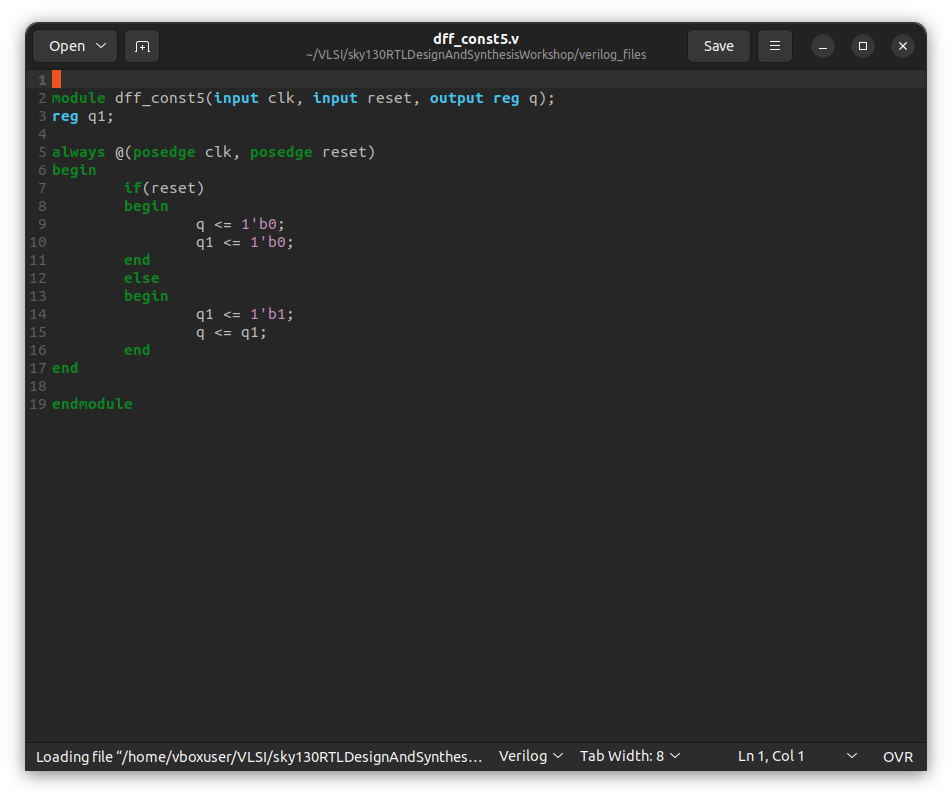 Open
dff_const5.v
~/VLSI/sky130RTLDesignAndSynthesisWorkshop/verilog_files
Save
1
2 module dff_const5(input clk, input reset, output reg q);
3 reg q1;
4
5 always @(posedge clk, posedge reset)
6 begin
7         if(reset)
8         begin
9                 q <= 1'b0;
10                 q1 <= 1'b0;
11         end
12         else
13         begin
14                 q1 <= 1'b1;
15                 q <= q1;
16         end
17 end
18
19 endmodule
Loading file “/home/vboxuser/VLSI/sky130RTLDesignAndSynthes… Verilog Tab Width: 8 Ln 1, Col 1 OVR